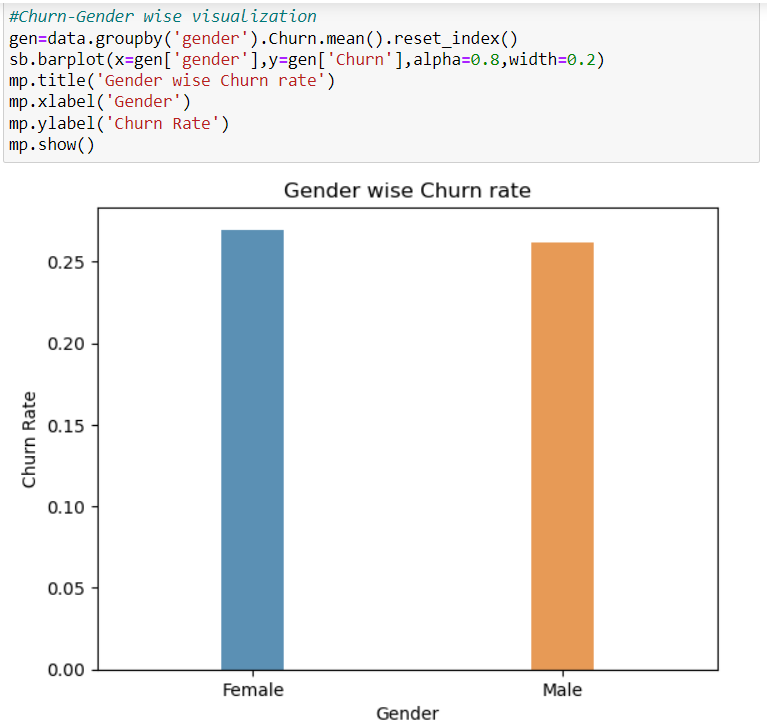 #Churn-Gender wise visualization
gen=data.groupby('gender').Churn.mean().reset_index()
sb.barplot(x=gen['gender'],y=gen['Churn'],alpha=0.8,width=0.2)
mp.title('Gender wise Churn rate')
mp.xlabel('Gender')
mp.ylabel('Churn Rate')
mp.show()
Gender wise Churn rate
0.25
0.20
0.15
0.10
0.05
0.00
Churn Rate
Female Male
Gender